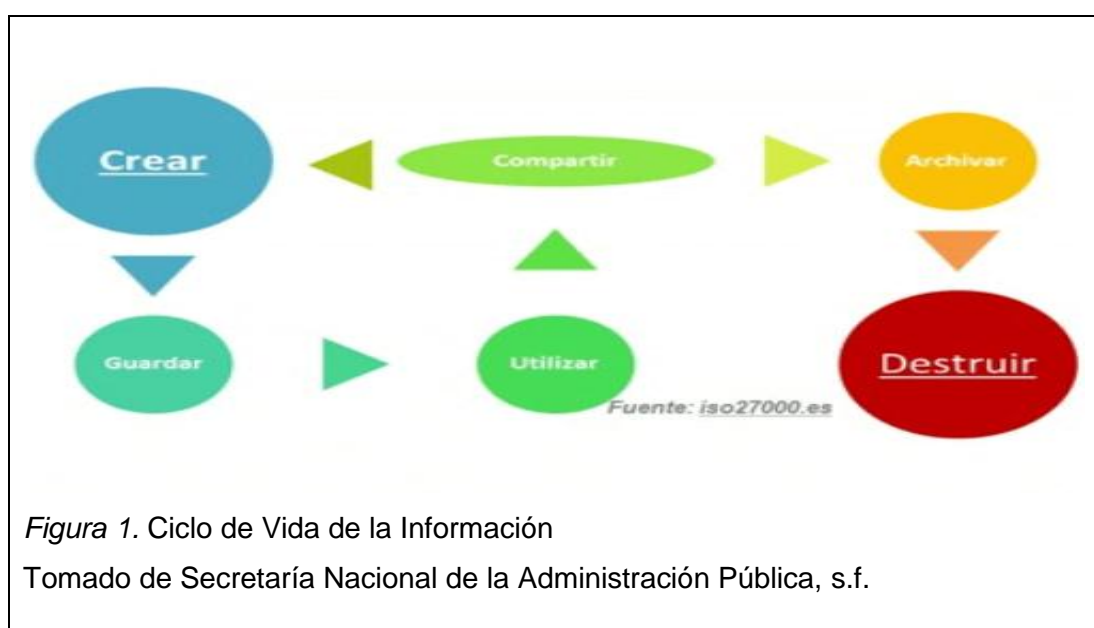 Crear
Compartir
Archivar
Guardar
Utilizar
Destruir
Fuente: iso27000.es
Figura 1. Ciclo de Vida de la Información
Tomado de Secretaría Nacional de la Administración Pública, s.f.